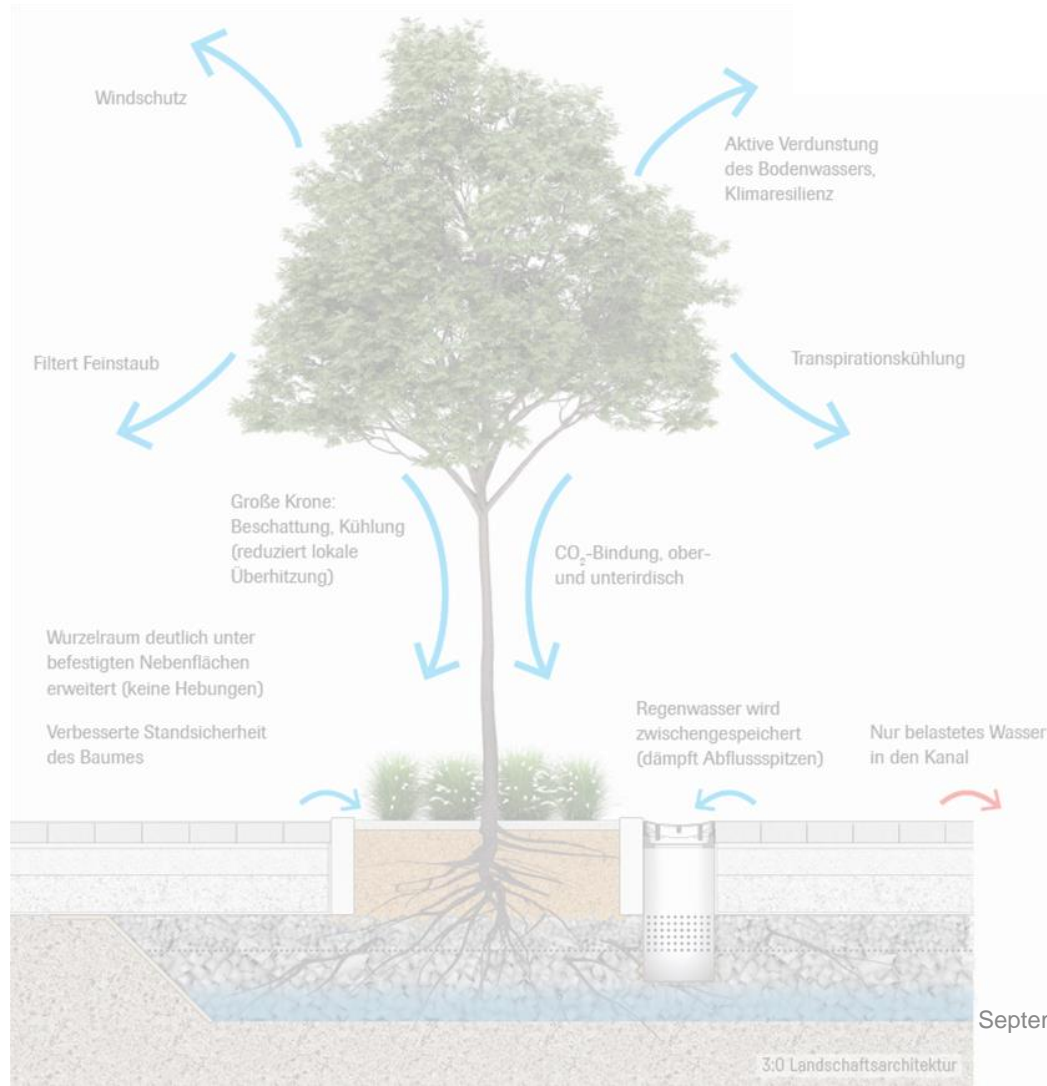 Windschutz
Aktive Verdunstung
des Bodenwassers,
Klimaresilienz
Filtert Feinstaub
Transpirationskühlung
Große Krone:
Beschattung, Kühlung
(reduziert lokale
Überhitzung)
CO₂-Bindung, ober-
und unterirdisch
Wurzelraum deutlich unter
befestigten Nebenflächen
erweitert (keine Hebungen)
Verbesserte Standsicherheit
des Baumes
Regenwasser wird
zwischengespeichert
(dämpft Abflussspitzen)
Nur belastetes Wasser
in den Kanal
Septer
3:0 Landschaftsarchitektur